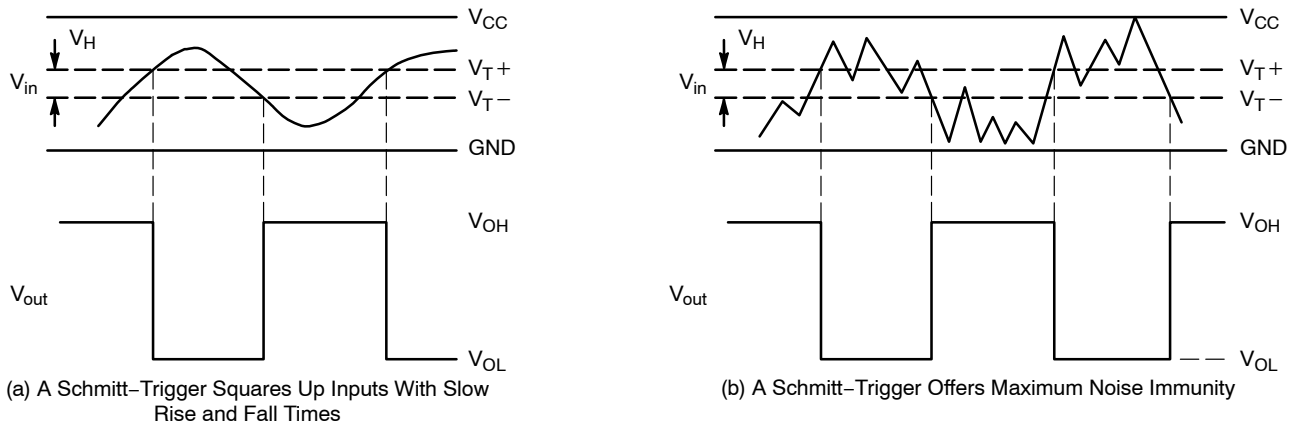 V_CC
V_H
V_in
V_T+
V_T−
GND
V_OH
V_out
V_OL
(a) A Schmitt−Trigger Squares Up Inputs With Slow
Rise and Fall Times
V_CC
V_H
V_in
V_T+
V_T−
GND
V_OH
V_out
V_OL
(b) A Schmitt−Trigger Offers Maximum Noise Immunity